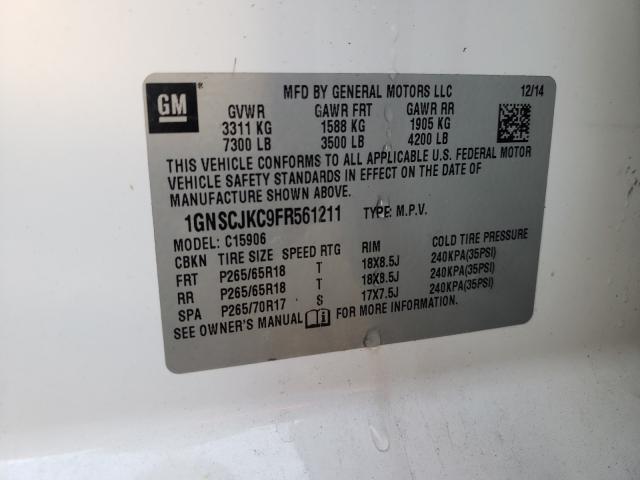 GM ® MFD BY GENERAL MOTORS LLC 12/14
GVWR GAWR FRT GAWR RR
3311 KG 1588 KG 1905 KG
7300 LB 3500 LB 4200 LB
THIS VEHICLE CONFORMS TO ALL APPLICABLE U.S. FEDERAL MOTOR
VEHICLE SAFETY STANDARDS IN EFFECT ON THE DATE OF
MANUFACTURE SHOWN ABOVE.
1GNSCJKC9FR561211 TYPE: M.P.V.
MODEL: C15906
CBKN TIRE SIZE SPEED RTG RIM COLD TIRE PRESSURE
FRT P265/65R18 T 18X8.5J 240KPA(35PSI)
RR P265/65R18 T 18X8.5J 240KPA(35PSI)
SPA P265/70R17 S 17X7.5J 240KPA(35PSI)
SEE OWNER'S MANUAL FOR MORE INFORMATION.